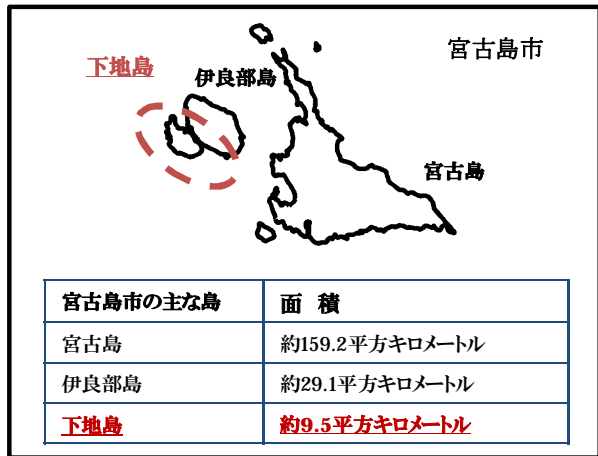 宮古島市
下地島
伊良部島
宮古島
宮古島市の主な島 面 積
宮古島 約159.2平方キロメートル
伊良部島 約29.1平方キロメートル
下地島 約9.5平方キロメートル